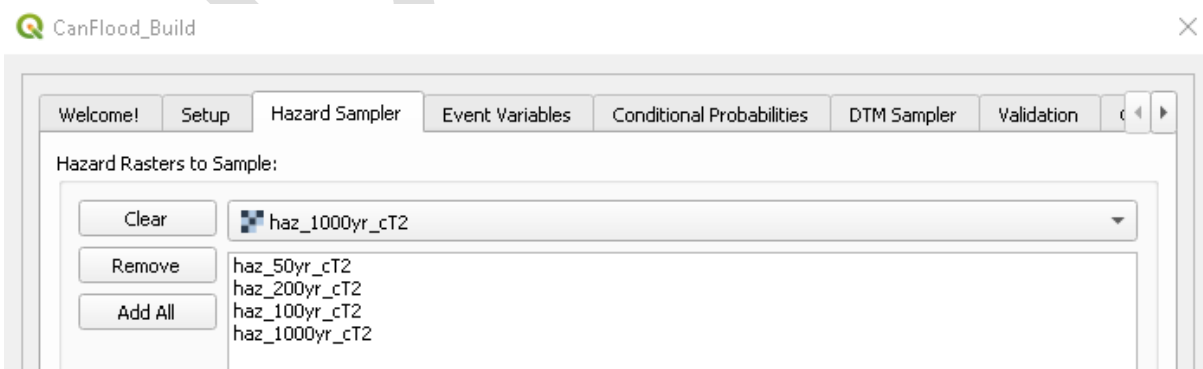 CanFlood_Build
Welcome! Setup Hazard Sampler Event Variables Conditional Probabilities DTM Sampler Validation
Hazard Rasters to Sample:
Clear haz_1000yr_cT2
Remove haz_50yr_cT2
haz_200yr_cT2
Add All haz_100yr_cT2
haz_1000yr_cT2